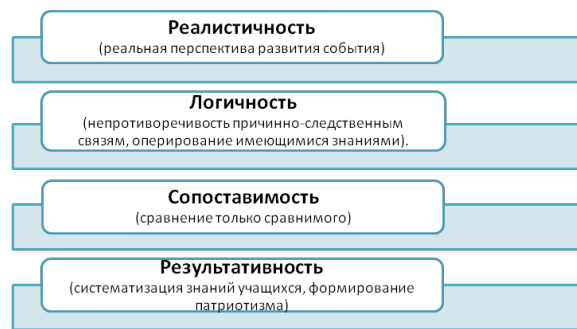 Реалистичность
(реальная перспектива развития события)
Логичность
(непротиворечивость причинно-следственным
связям, оперирование имеющимися знаниями).
Сопоставимость
(сравнение только сравнимого)
Результативность
(систематизация знаний учащихся, формирование
патриотизма)